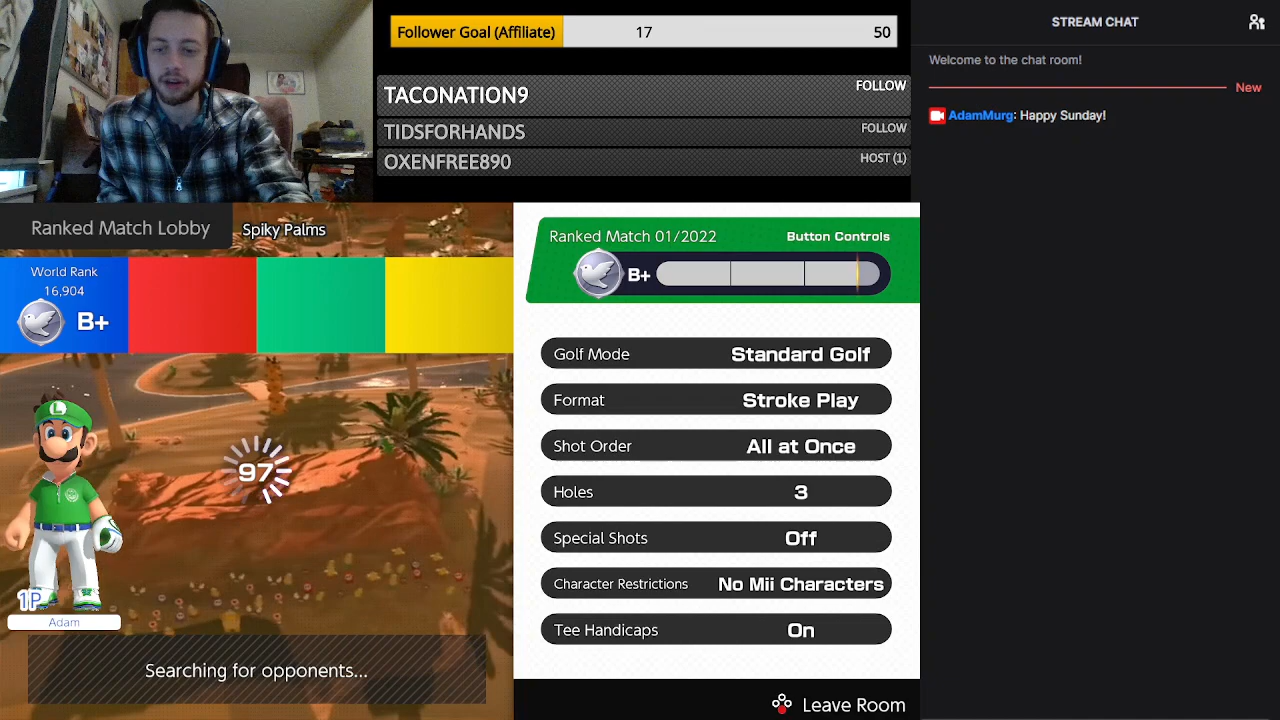 Follower Goal (Affiliate) 17 50
TACONATION9 FOLLOW
TIDSFORHANDS FOLLOW
OXENFREE890 HOST (1)
STREAM CHAT
Welcome to the chat room!
New
AdamMurg: Happy Sunday!
Ranked Match Lobby
Spiky Palms
World Rank
16,904
B+
L
97
1P
Adam
Searching for opponents...
Ranked Match 01/2022 Button Controls
B+
Golf Mode Standard Golf
Format Stroke Play
Shot Order All at Once
Holes 3
Special Shots Off
Character Restrictions No Mii Characters
Tee Handicaps On
Leave Room